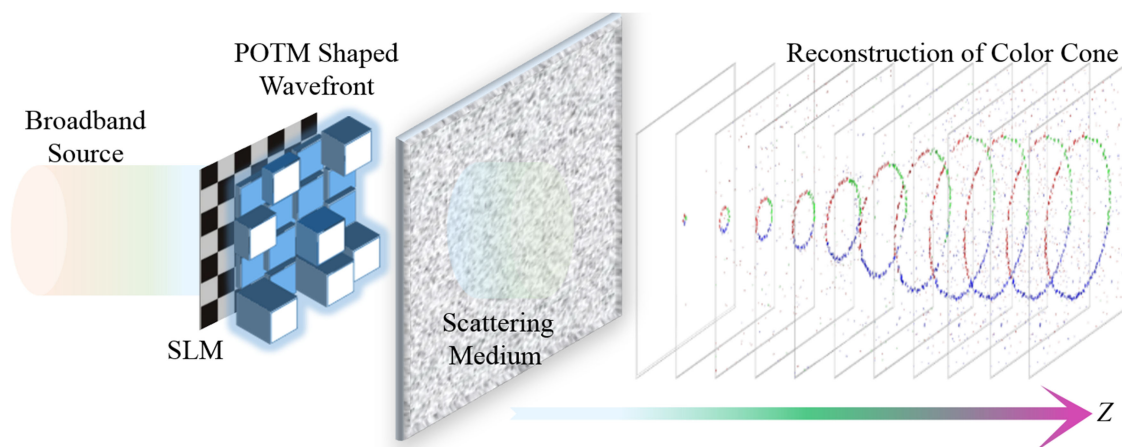 POTM Shaped
Wavefront
Reconstruction of Color Cone
Broadband
Source
SLM
Scattering
Medium
Z